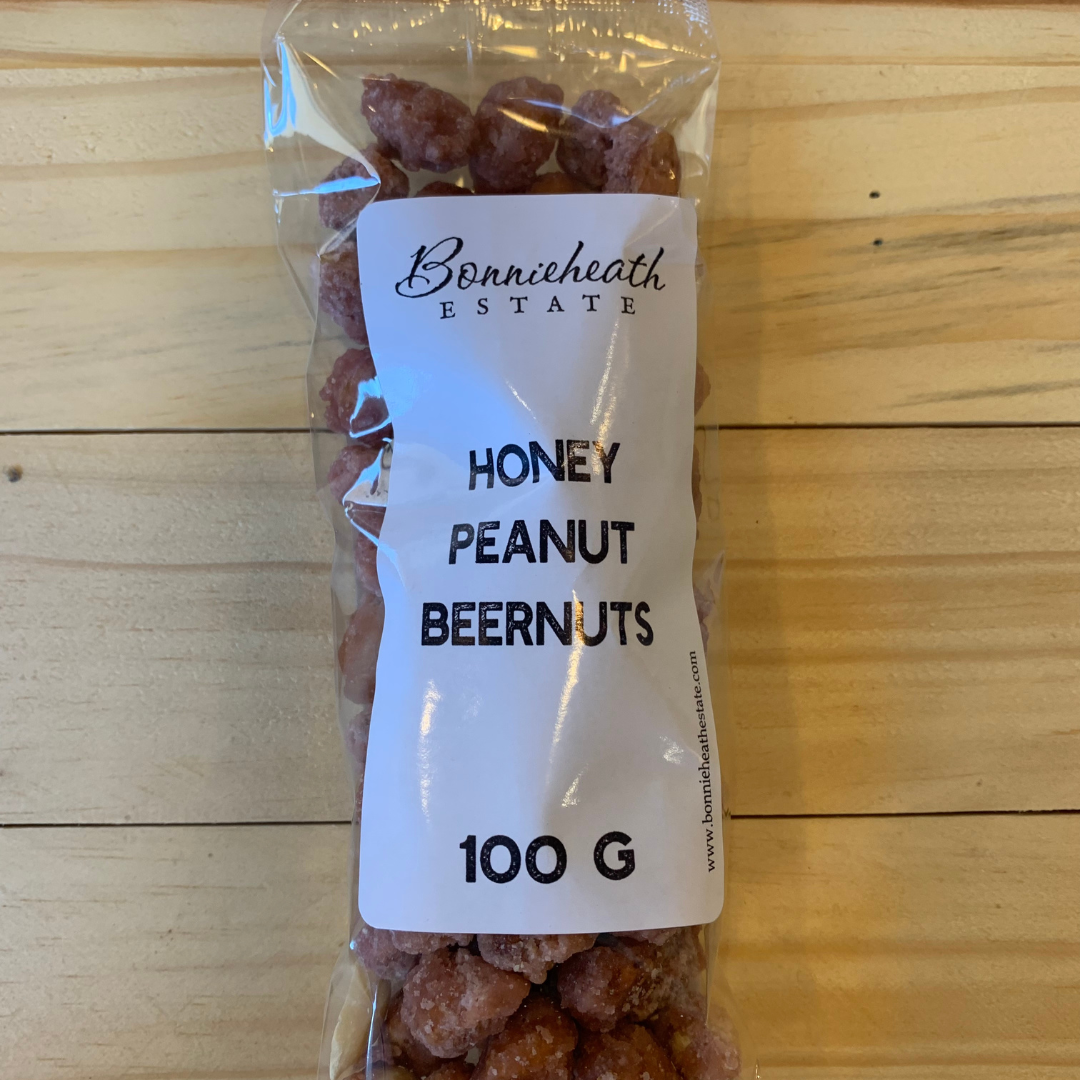 Bonnieheath
ESTATE
HONEY
PEANUT
BEERNUTS
100 G
www.bonnieheathestate.com